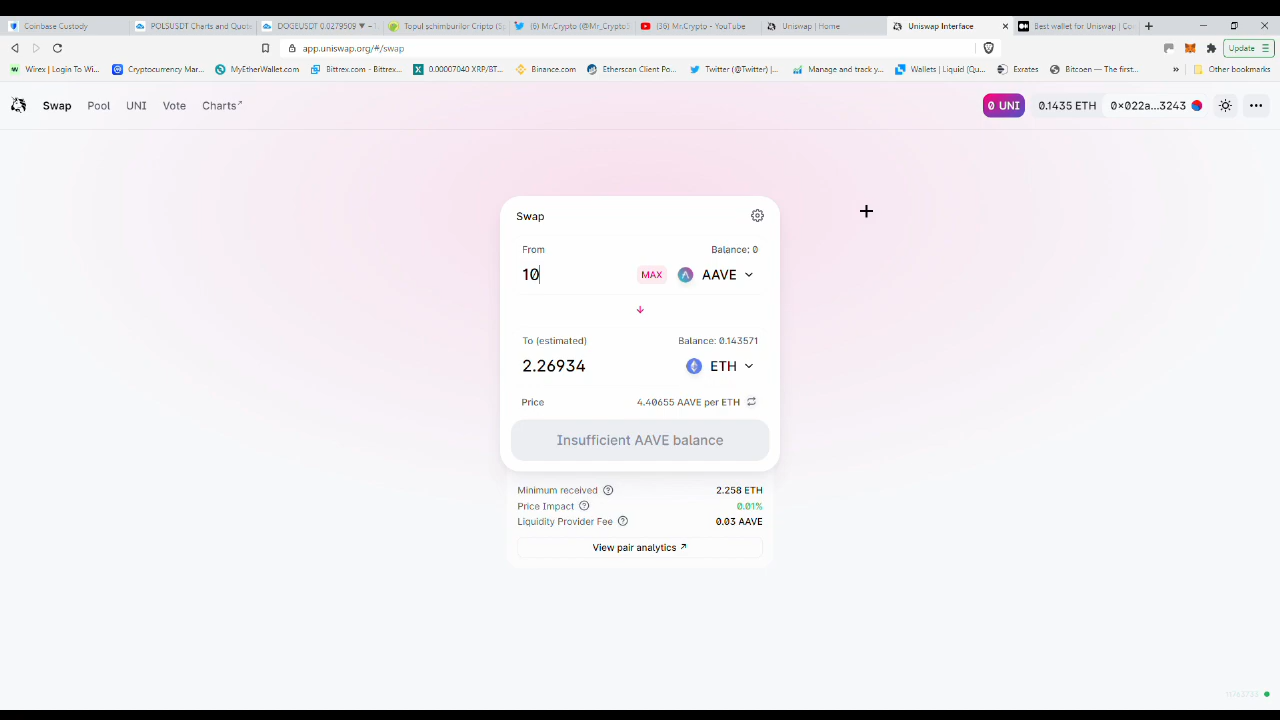 Coinbase Custody
POLSUSDT Charts and Quote
DOGEUSDT 0.0279509 ▼ −1
Topul schimburilor Cripto (S
(6) Mr.Crypto (@Mr_Crypto
(36) Mr.Crypto - YouTube
Uniswap | Home
Uniswap Interface
Best wallet for Uniswap | Co
app.uniswap.org/#/swap
Update
Wirex | Login To Wi...
Cryptocurrency Mar...
MyEtherWallet.com
Bittrex.com - Bittrex...
0.00007040 XRP/BT...
Binance.com
Etherscan Client Po...
Twitter (@Twitter) |...
Manage and track y...
Wallets | Liquid (Qu...
Exrates
Bitcoen — The first...
»
Other bookmarks
Swap
Pool
UNI
Vote
Charts↗
0 UNI
0.1435 ETH
0×022a...3243
Swap
From
Balance: 0
10
MAX
AAVE
To (estimated)
Balance: 0.143571
2.26934
ETH
Price
4.40655 AAVE per ETH
Insufficient AAVE balance
Minimum received ?
2.258 ETH
Price Impact ?
0.01%
Liquidity Provider Fee ?
0.03 AAVE
View pair analytics ↗